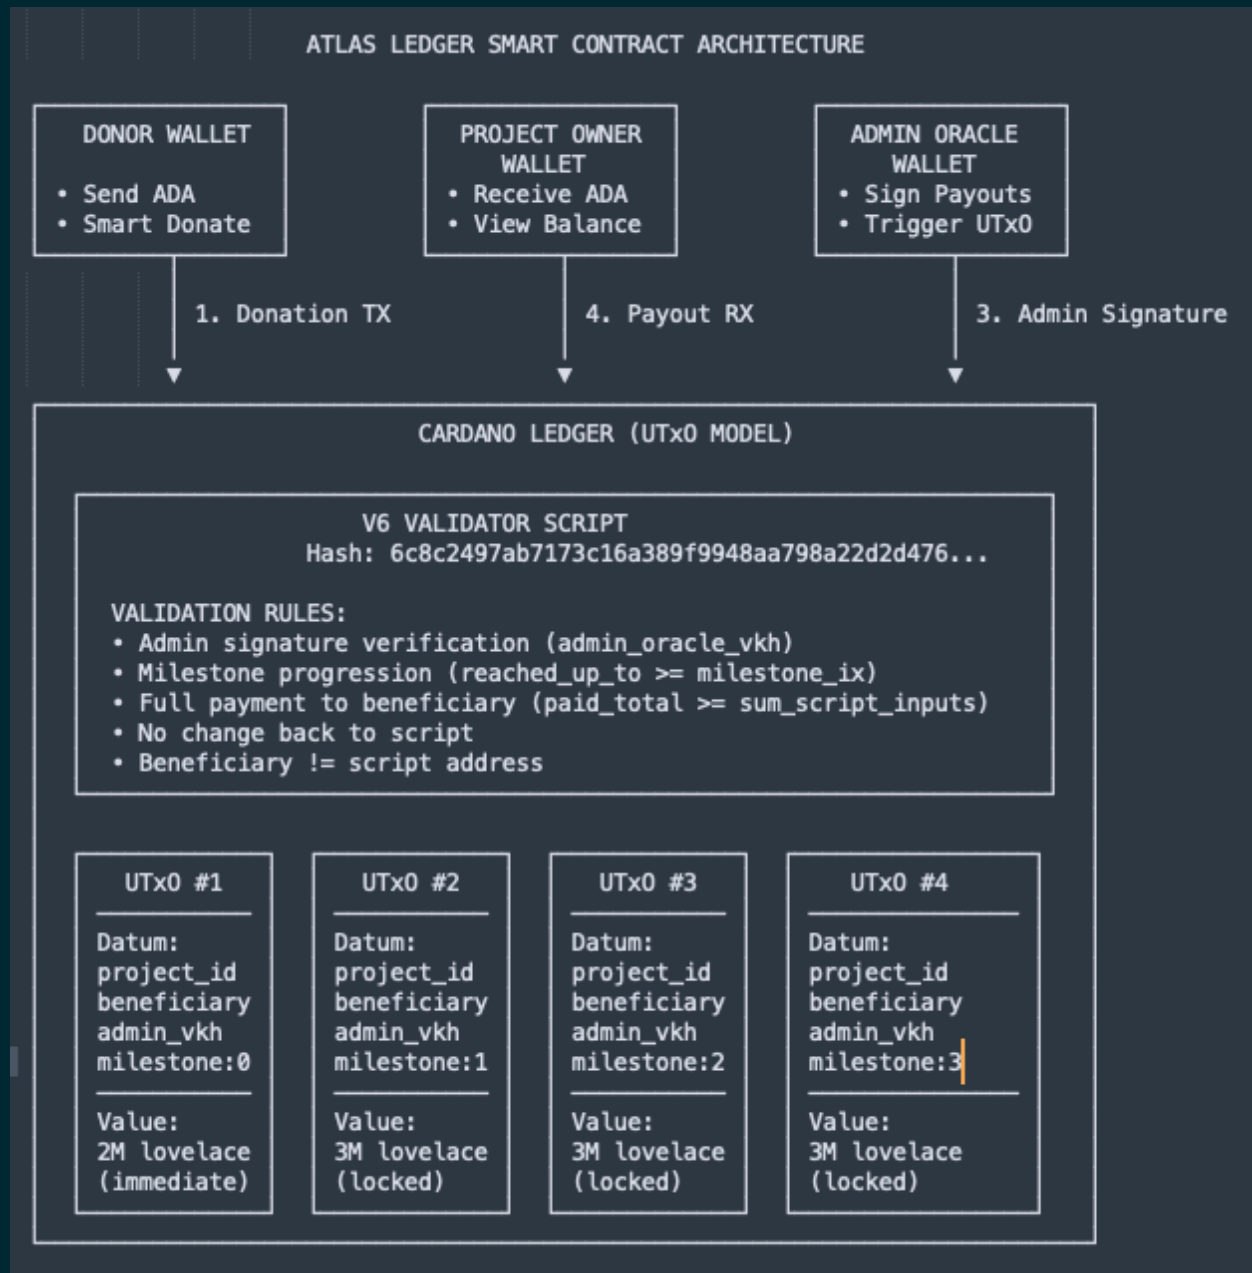 ATLAS LEDGER SMART CONTRACT ARCHITECTURE
DONOR WALLET
• Send ADA
• Smart Donate
PROJECT OWNER
WALLET
• Receive ADA
• View Balance
ADMIN ORACLE
WALLET
• Sign Payouts
• Trigger UTxO
1. Donation TX
4. Payout RX
3. Admin Signature
CARDANO LEDGER (UTxO MODEL)
V6 VALIDATOR SCRIPT
Hash: 6c8c2497ab7173c16a389f9948aa798a22d2d476...
VALIDATION RULES:
• Admin signature verification (admin_oracle_vkh)
• Milestone progression (reached_up_to >= milestone_ix)
• Full payment to beneficiary (paid_total >= sum_script_inputs)
• No change back to script
• Beneficiary != script address
UTxO #1
Datum:
project_id
beneficiary
admin_vkh
milestone:0
Value:
2M lovelace
(immediate)
UTxO #2
Datum:
project_id
beneficiary
admin_vkh
milestone:1
Value:
3M lovelace
(locked)
UTxO #3
Datum:
project_id
beneficiary
admin_vkh
milestone:2
Value:
3M lovelace
(locked)
UTxO #4
Datum:
project_id
beneficiary
admin_vkh
milestone:3
Value:
3M lovelace
(locked)